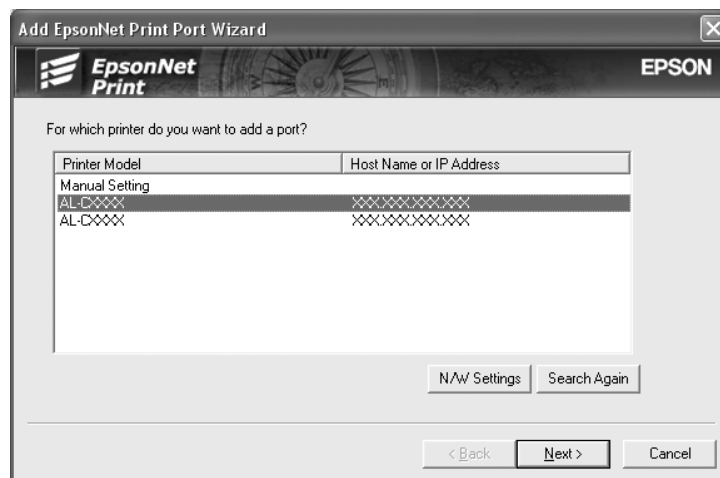 Add EpsonNet Print Port Wizard
EpsonNet
Print
EPSON
For which printer do you want to add a port?
Printer Model Host Name or IP Address
Manual Setting
AL-CXXXX XXX.XXX.XXX.XXX
AL-CXXXX XXX.XXX.XXX.XXX
N/W Settings Search Again
< Back Next > Cancel